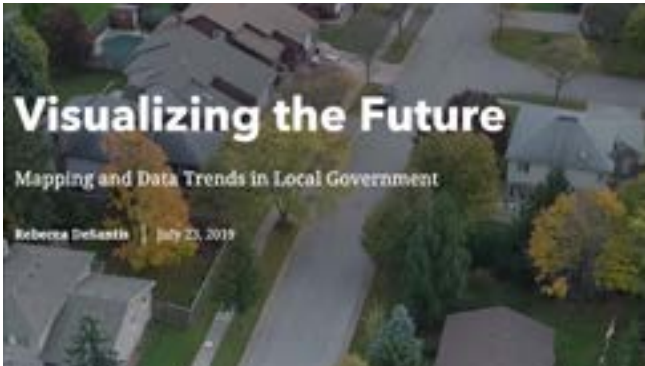 Visualizing the Future
Mapping and Data Trends in Local Government
Rebecca DeSantis | July 23, 2019